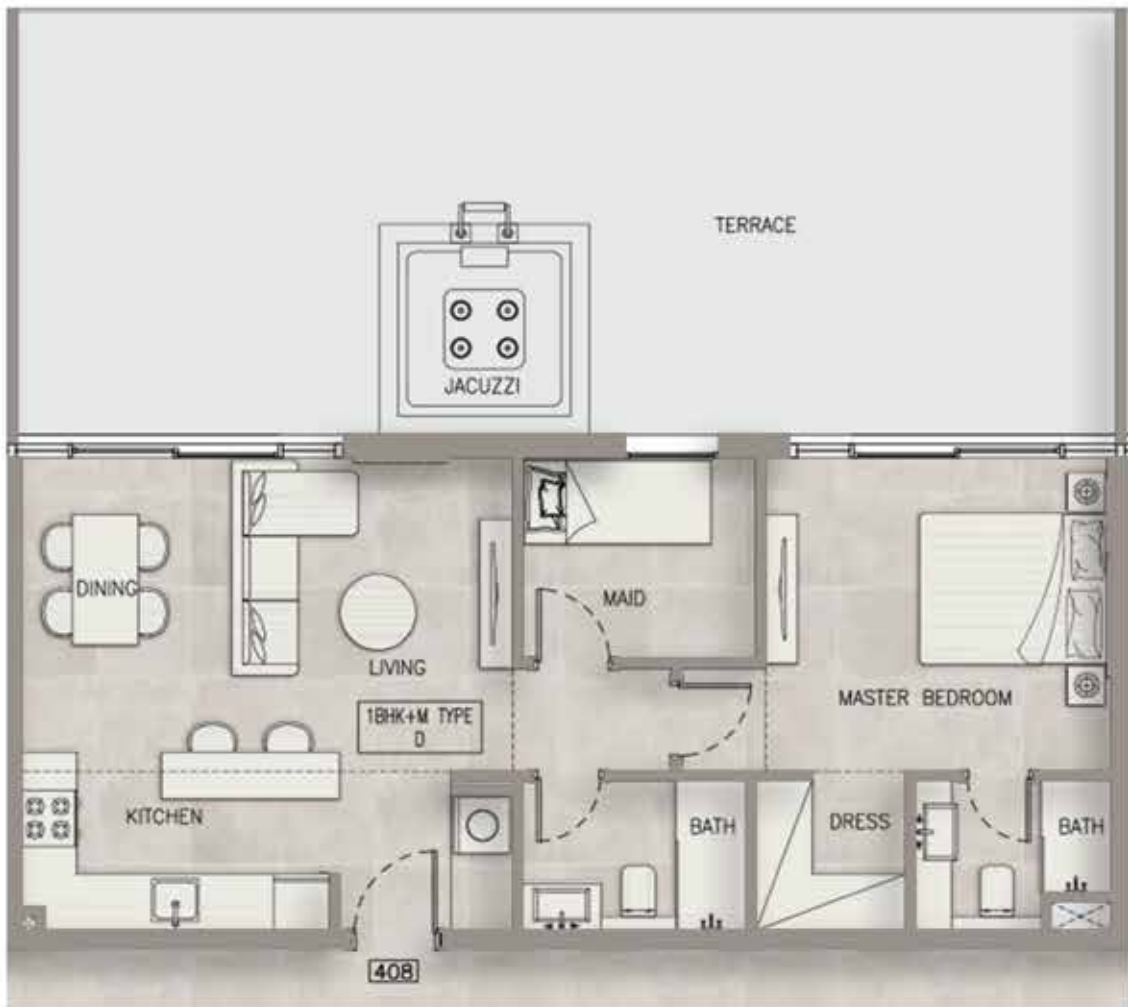 TERRACE
JACUZZI
DINING
MAID
LIVING
MASTER BEDROOM
1BHK+M TYPE
D
KITCHEN
BATH
DRESS
BATH
408